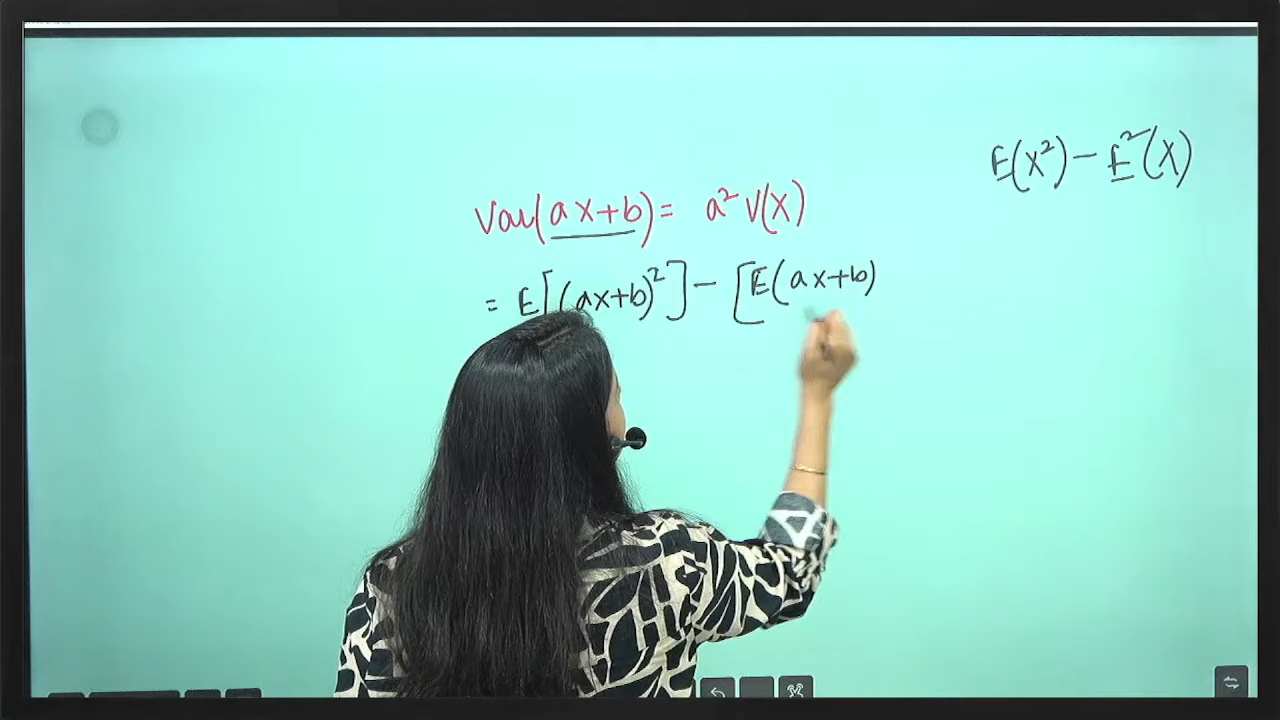 E(X²) - E²(X)
Var(ax+b) = a² V(X)
= E[(ax+b)²] - [E(ax+b)